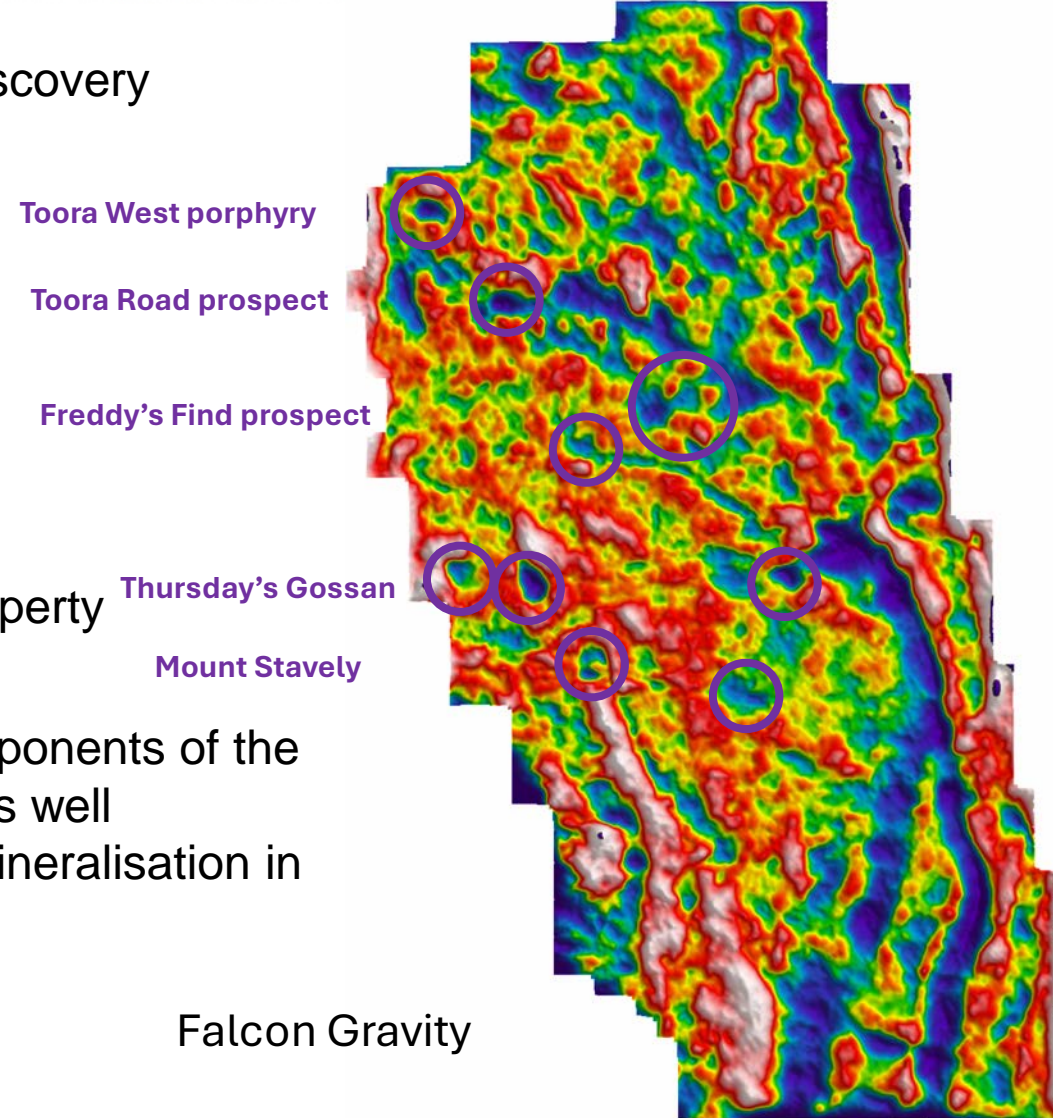 scovery
Toora West porphyry
Toora Road prospect
Freddy's Find prospect
Thursday's Gossan
perty
Mount Stavely
ponents of the
s well
ineralisation in
Falcon Gravity